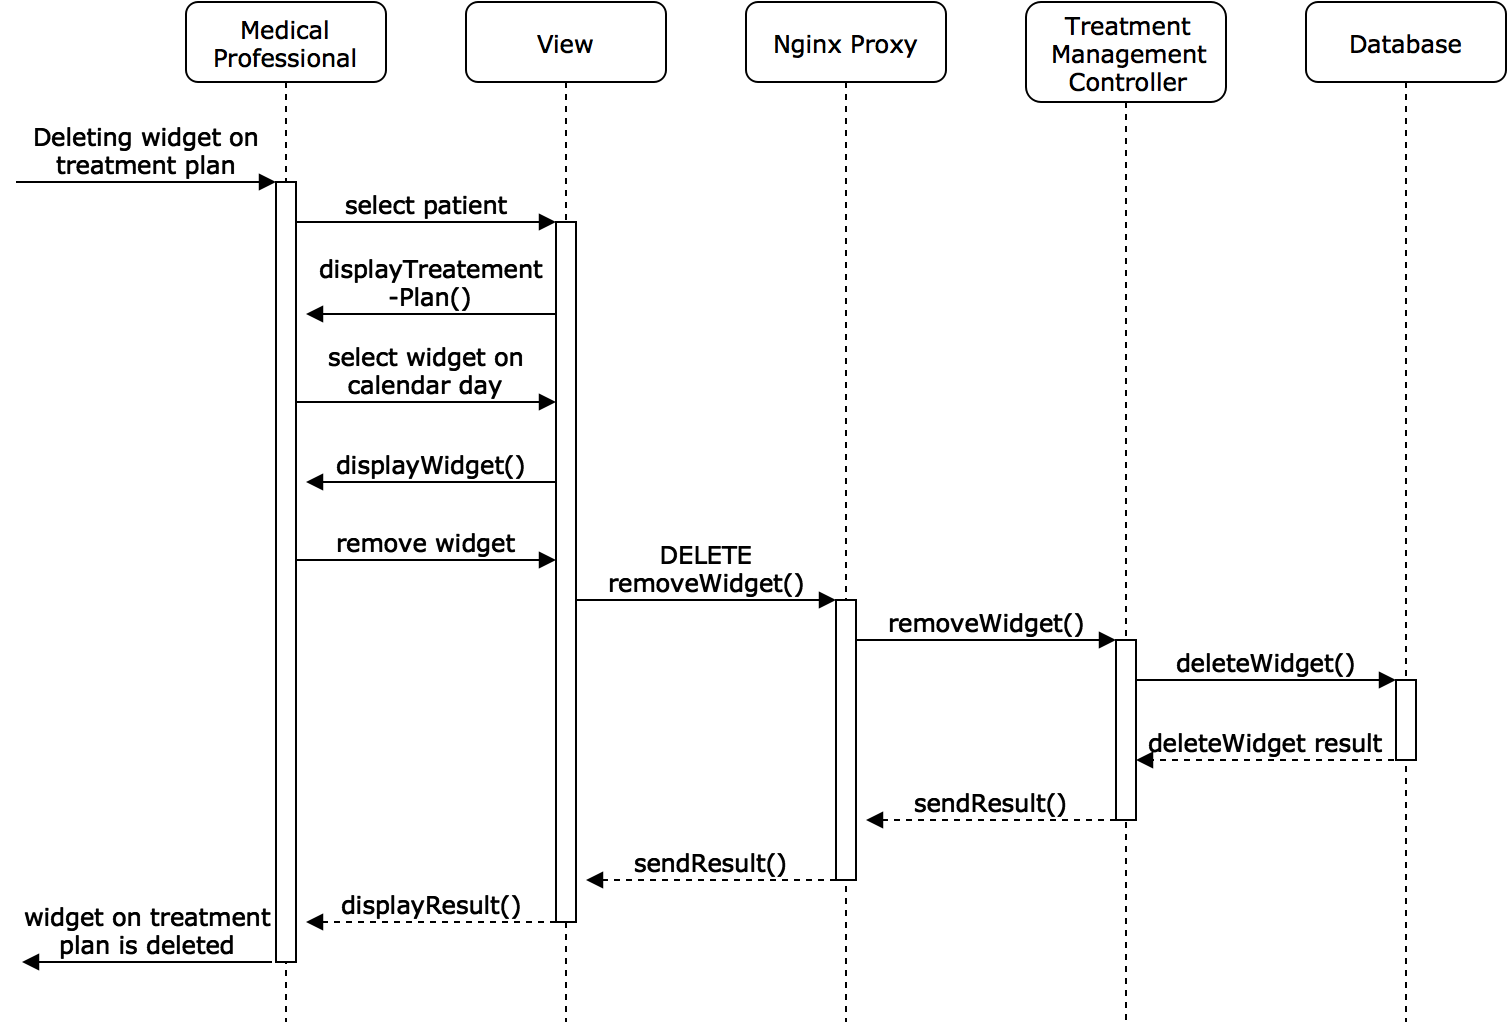 Medical
Professional
View
Nginx Proxy
Treatment
Management
Controller
Database
Deleting widget on
treatment plan
select patient
displayTreatement
-Plan()
select widget on
calendar day
displayWidget()
remove widget
DELETE
removeWidget()
removeWidget()
deleteWidget()
deleteWidget result
sendResult()
sendResult()
displayResult()
widget on treatment
plan is deleted